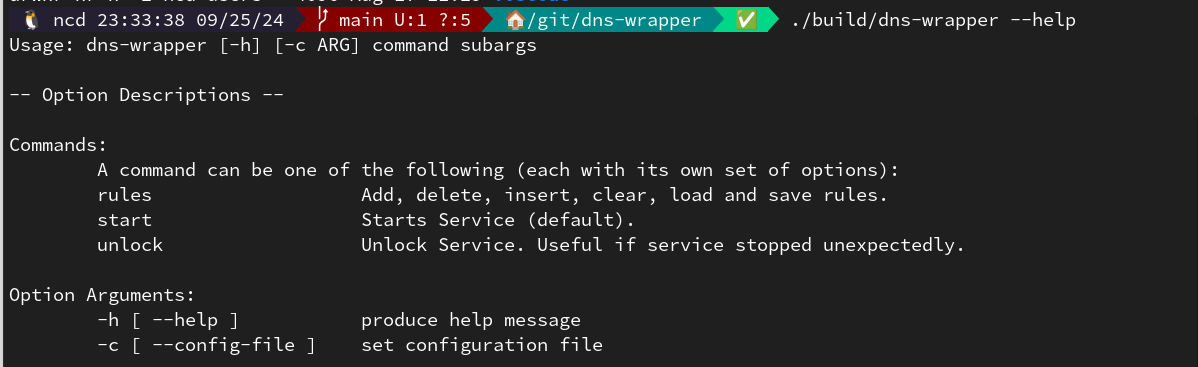 ncd 23:33:38 09/25/24 main U:1 ?:5 /git/dns-wrapper ./build/dns-wrapper --help
Usage: dns-wrapper [-h] [-c ARG] command subargs
-- Option Descriptions --
Commands:
A command can be one of the following (each with its own set of options):
rules Add, delete, insert, clear, load and save rules.
start Starts Service (default).
unlock Unlock Service. Useful if service stopped unexpectedly.
Option Arguments:
-h [ --help ] produce help message
-c [ --config-file ] set configuration file